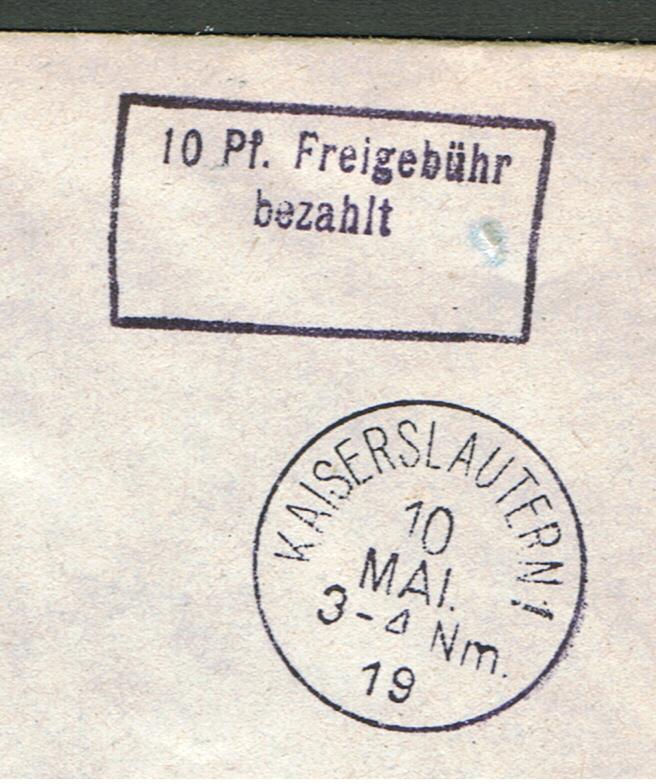 10 Pf. Freigebühr
bezahlt
KAISERSLAUTERN 1
10
MAI.
3-4 Nm.
19